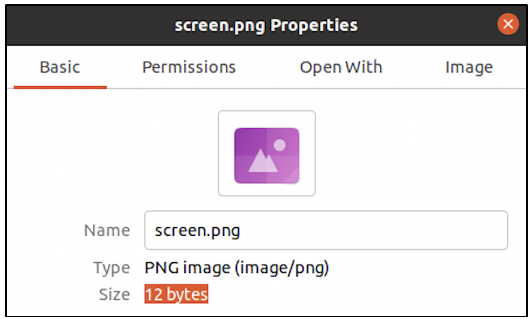 screen.png Properties
Basic Permissions Open With Image
Name screen.png
Type PNG image (image/png)
Size 12 bytes